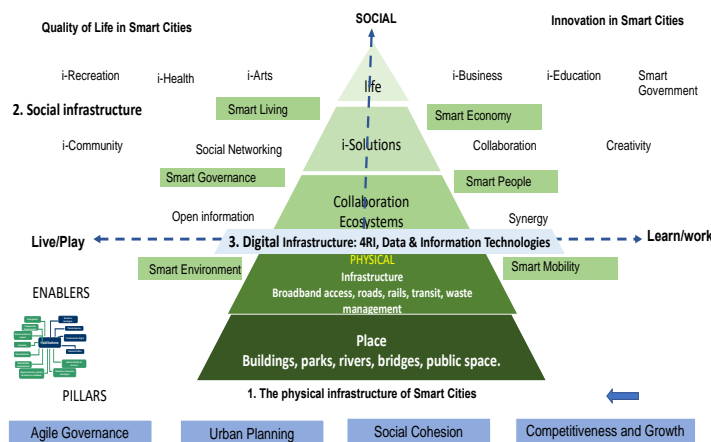 Quality of Life in Smart Cities
SOCIAL
Innovation in Smart Cities
i-Recreation
i-Health
i-Arts
life
i-Business
i-Education
Smart
Government
2. Social infrastructure
Smart Living
Smart Economy
i-Community
Social Networking
i-Solutions
Collaboration
Creativity
Smart Governance
Smart People
Collaboration
Ecosystems
Open information
Synergy
Live/Play
3. Digital Infrastructure: 4RI, Data & Information Technologies
Learn/work
Smart Environment
PHYSICAL
Smart Mobility
Infrastructure
Broadband access, roads, rails, transit, waste
management
ENABLERS
Place
Buildings, parks, rivers, bridges, public space.
PILLARS
1. The physical infrastructure of Smart Cities
Agile Governance
Urban Planning
Social Cohesion
Competitiveness and Growth